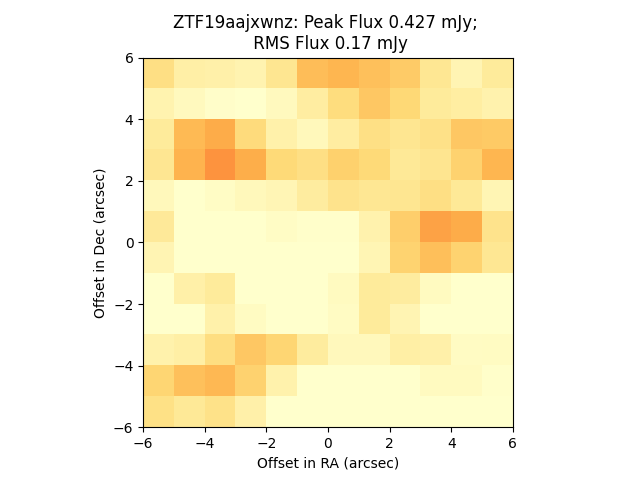 ZTF19aajxwnz: Peak Flux 0.427 mJy;
RMS Flux 0.17 mJy
6
4
2
0
−2
−4
−6
Offset in Dec (arcsec)
−6 −4 −2 0 2 4 6
Offset in RA (arcsec)